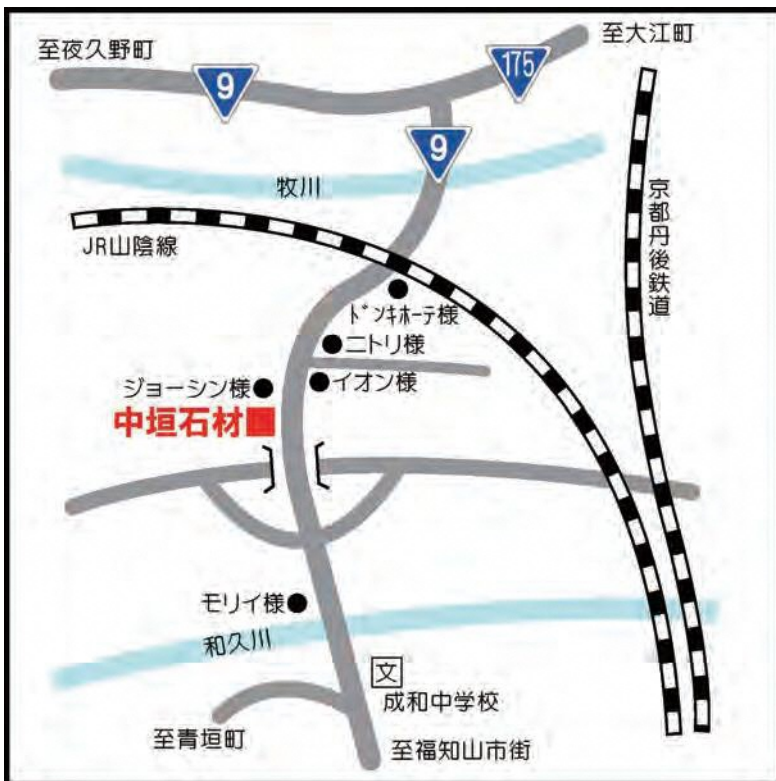 至大江町
至夜久野町
175
9
9
牧川
京都丹後鉄道
JR山陰線
ドンキホーテ様
ニトリ様
ジョーシン様
イオン様
中垣石材
モリイ様
和久川
文
成和中学校
至青垣町
至福知山市街